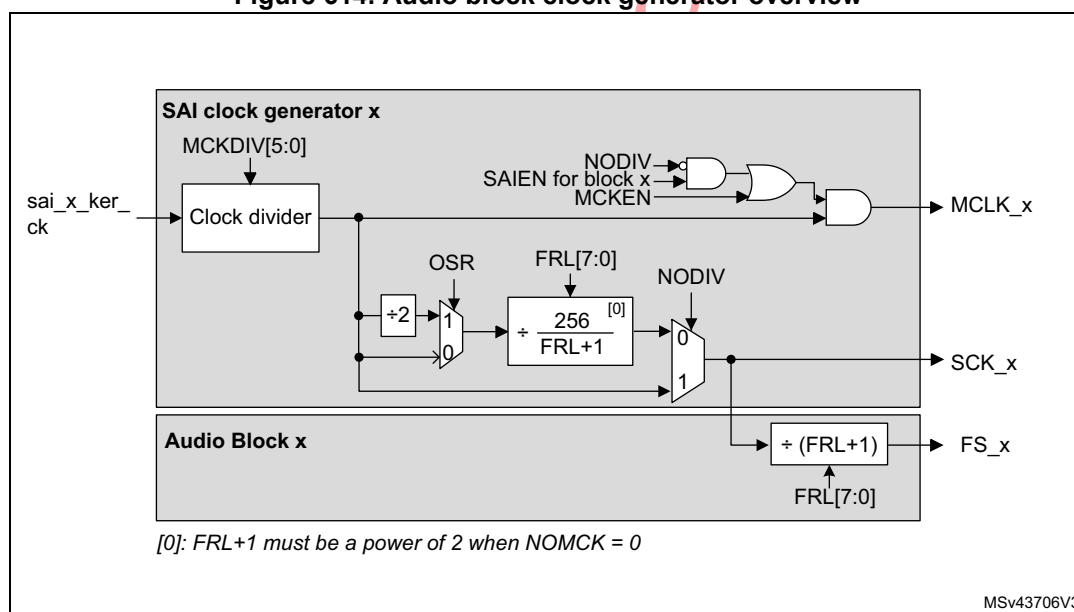 Figure 614. Audio block clock generator overview
SAI clock generator x
MCKDIV[5:0]
NODIV
SAIEN for block x
MCKEN
sai_x_ker_
ck
Clock divider
MCLK_x
OSR
FRL[7:0]
NODIV
÷2
1
0
÷ 256
FRL+1
[0]
0
1
SCK_x
Audio Block x
÷ (FRL+1)
FS_x
FRL[7:0]
[0]: FRL+1 must be a power of 2 when NOMCK = 0
MSv43706V3